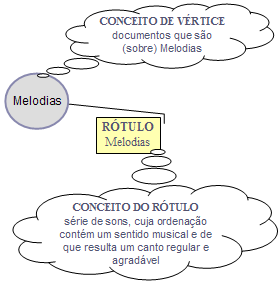 CONCEITO DE VÉRTICE
documentos que são
(sobre) Melodias
Melodias
RÓTULO
Melodias
CONCEITO DO RÓTULO
série de sons, cuja ordenação
contém um sentido musical e de
que resulta um canto regular e
agradável